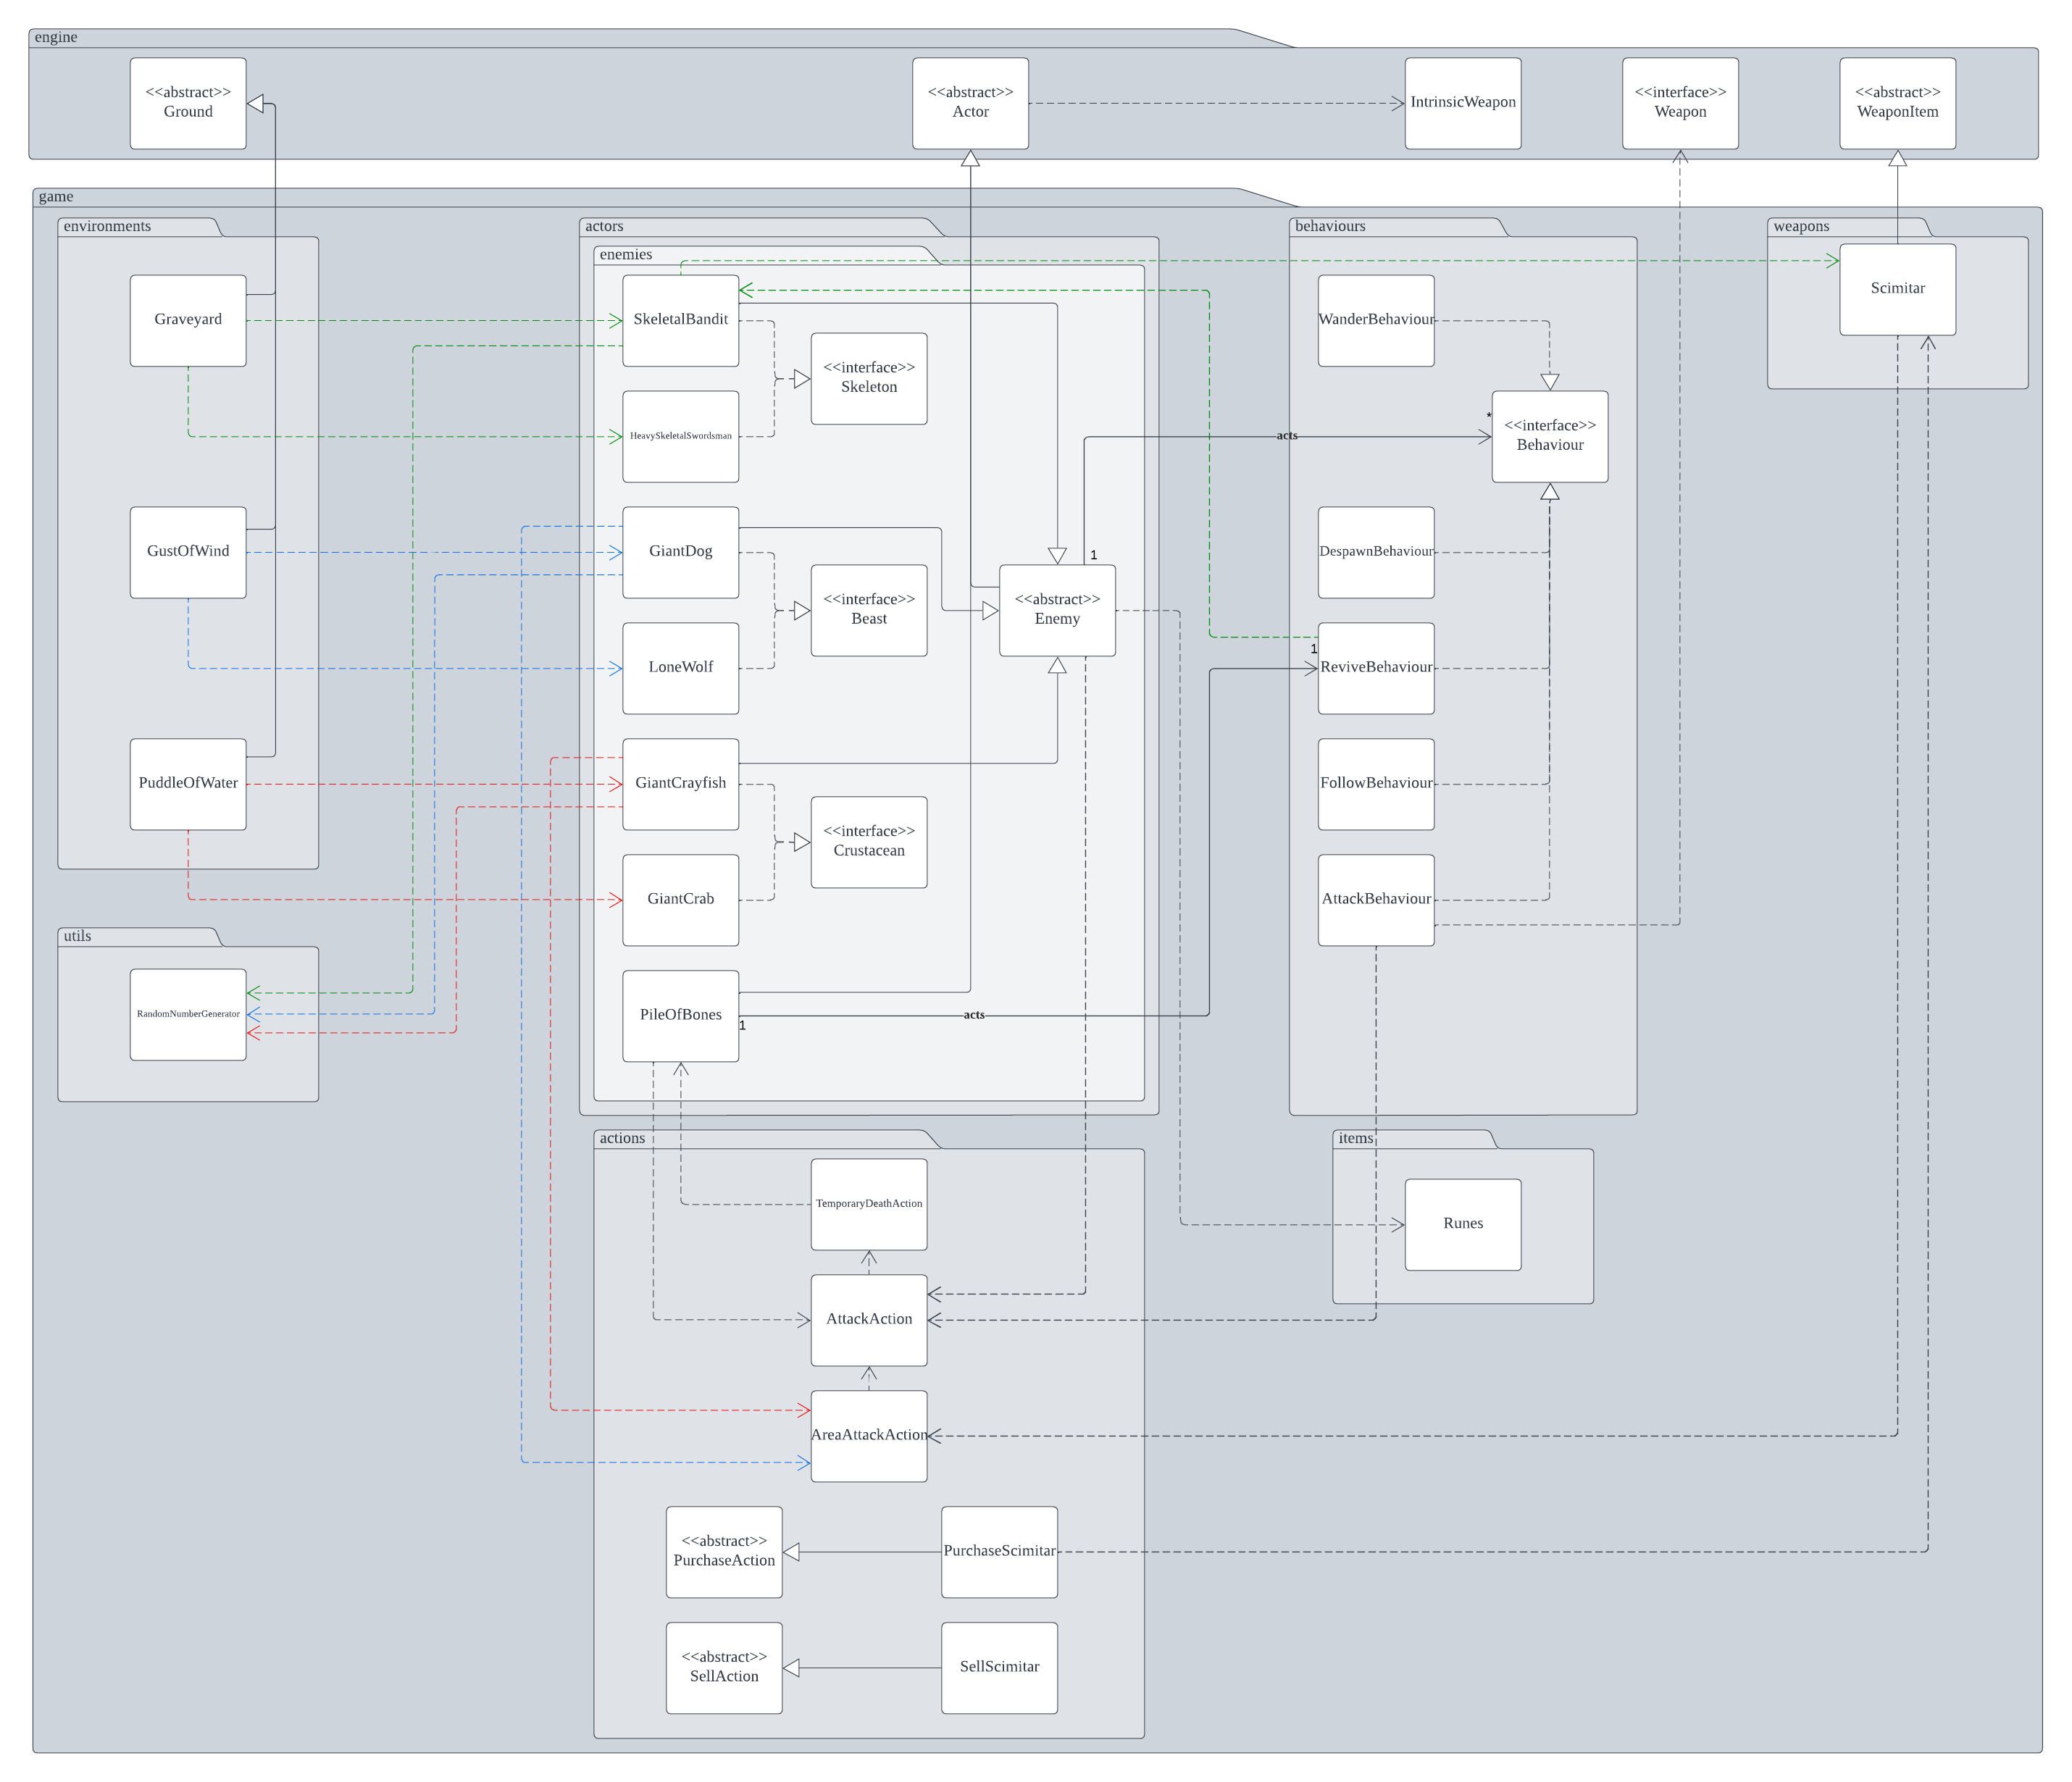 engine
<<abstract>>
Ground
<<abstract>>
Actor
IntrinsicWeapon
<<interface>>
Weapon
<<abstract>>
WeaponItem
game
environments
Graveyard
GustOfWind
PuddleOfWater
utils
RandomNumberGenerator
actors
enemies
SkeletalBandit
<<interface>>
Skeleton
HeavySkeletalSwordsman
GiantDog
<<interface>>
Beast
LoneWolf
1
<<abstract>>
Enemy
GiantCrayfish
<<interface>>
Crustacean
GiantCrab
PileOfBones
1
acts
acts
behaviours
WanderBehaviour
*
<<interface>>
Behaviour
DespawnBehaviour
1
ReviveBehaviour
FollowBehaviour
AttackBehaviour
weapons
Scimitar
actions
TemporaryDeathAction
AttackAction
AreaAttackAction
<<abstract>>
PurchaseAction
PurchaseScimitar
<<abstract>>
SellAction
SellScimitar
items
Runes